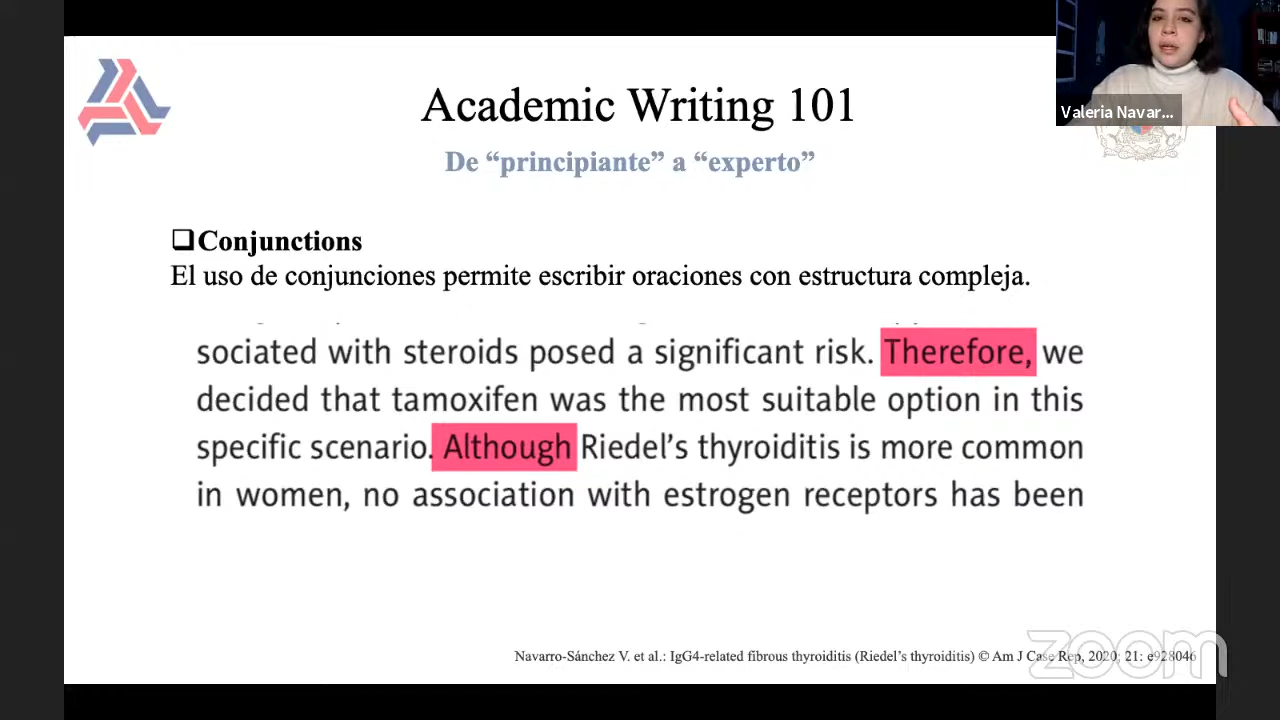 Academic Writing 101
De “principiante” a “experto”
Valeria Navar...
❑Conjunctions
El uso de conjunciones permite escribir oraciones con estructura compleja.
sociated with steroids posed a significant risk. Therefore, we
decided that tamoxifen was the most suitable option in this
specific scenario. Although Riedel’s thyroiditis is more common
in women, no association with estrogen receptors has been
Navarro-Sánchez V. et al.: IgG4-related fibrous thyroiditis (Riedel’s thyroiditis) © Am J Case Rep, 2020; 21: e928046
zoom